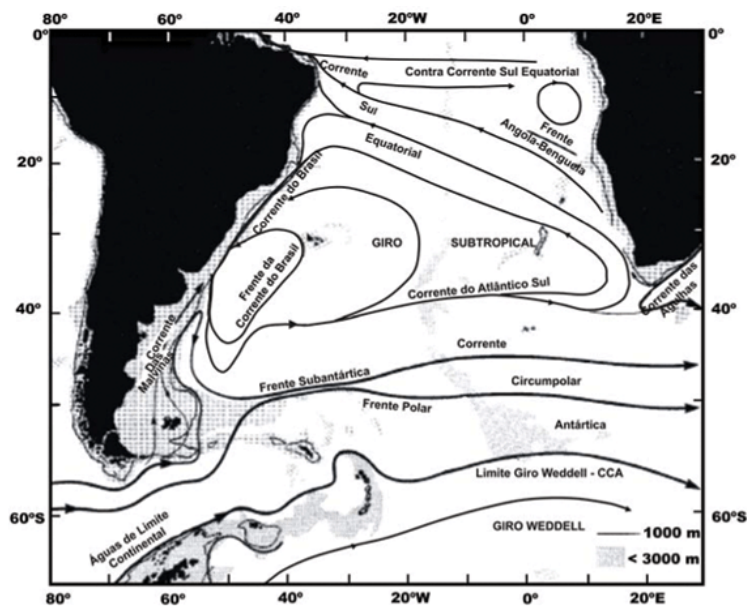 80° 60° 40° 20°W 0° 20°E
0° 0°
Corrente
Contra Corrente Sul Equatorial
Sul
Equatorial
Frente
Angola-Benguela
20° 20°
Corrente do Brasil
GIRO SUBTROPICAL
Frente da
Corrente do Brasil
Corrente do Atlântico Sul
Corrente das
Agulhas
40° 40°
Corrente
Das
Malvinas
Corrente
Frente Subantártica
Circumpolar
Frente Polar
Antártica
Limite Giro Weddell - CCA
60°S 60°S
Águas de Limite
Continental
GIRO WEDDELL
1000 m
< 3000 m
80° 60° 40° 20°W 0° 20°E